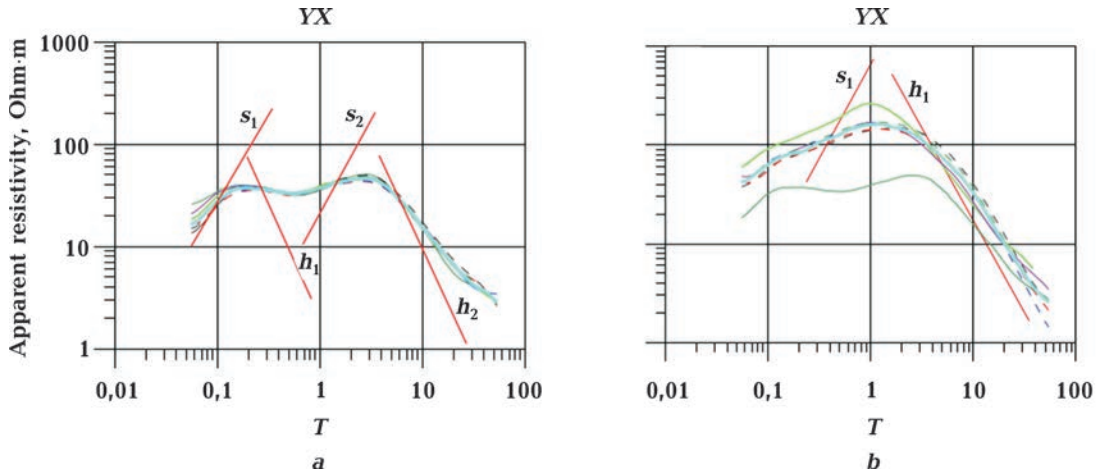 YX
YX
Apparent resistivity, Ohm·m
1000
100
10
1
s1
s2
h1
h2
s1
h1
0,01 0,1 1 10 100
0,01 0,1 1 10 100
T
T
a
b